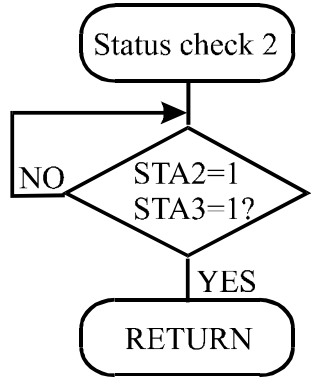 Status check 2
NO
STA2=1
STA3=1?
YES
RETURN